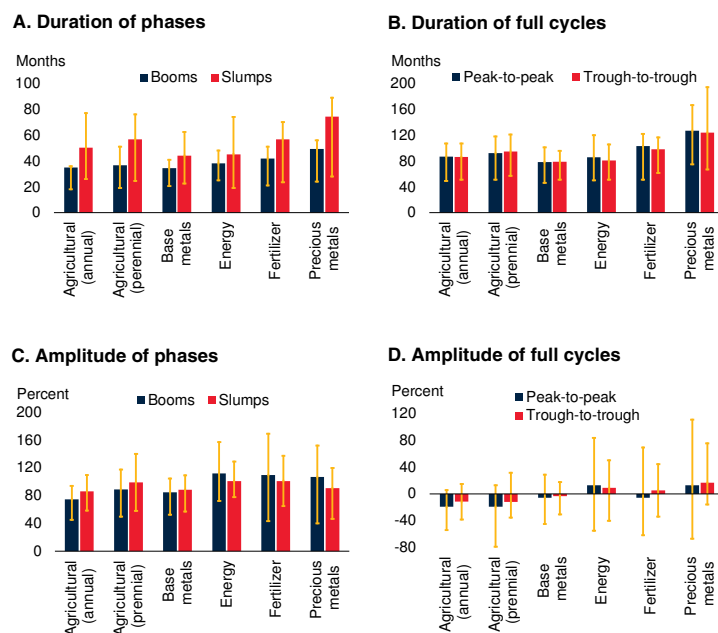 A. Duration of phases
Months
Booms Slumps
100
80
60
40
20
0
Agricultural
(annual)
Agricultural
(perennial)
Base
metals
Energy
Fertilizer
Precious
metals
B. Duration of full cycles
Months
200
Peak-to-peak Trough-to-trough
160
120
80
40
0
Agricultural
(annual)
Agricultural
(prennial)
Base
metals
Energy
Fertilizer
Precious
metals
C. Amplitude of phases
Percent
Booms Slumps
200
160
120
80
40
0
Agricultural
(annual)
Agricultural
(prennial)
Base
metals
Energy
Fertilizer
Precious
metals
D. Amplitude of full cycles
Percent
Peak-to-peak
Trough-to-trough
120
80
40
0
-40
-80
Agricultural
(annual)
Agricultural
(prennial)
Base
metals
Energy
Fertilizer
Precious
metals